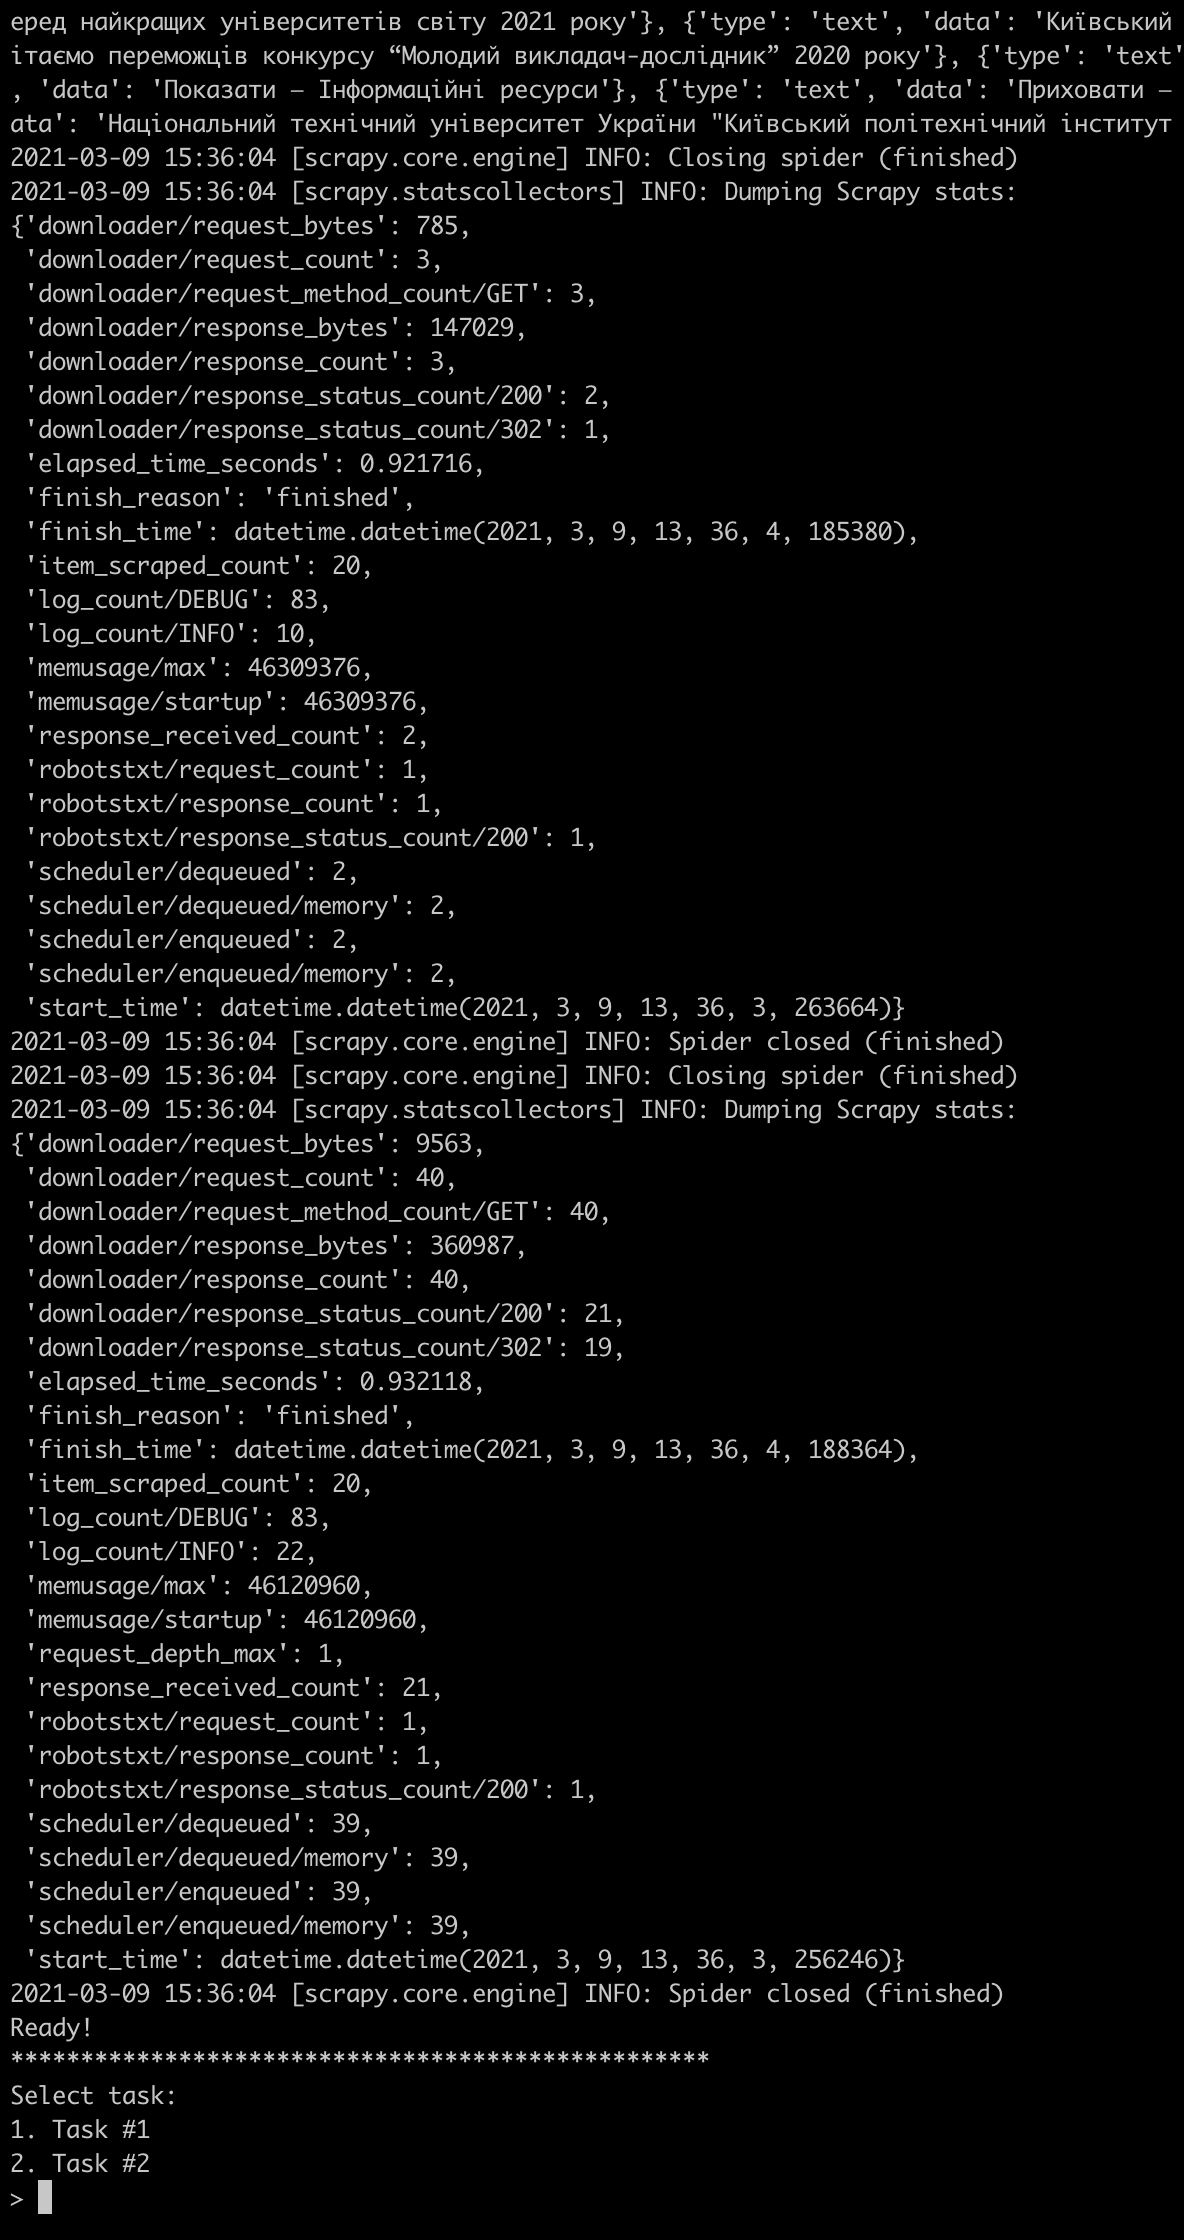 еред найкращих університетів світу 2021 року'}, {'type': 'text', 'data': 'Київський
ітаємо переможців конкурсу “Молодий викладач-дослідник” 2020 року'}, {'type': 'text'
, 'data': 'Показати — Інформаційні ресурси'}, {'type': 'text', 'data': 'Приховати —
ata': 'Національний технічний університет України "Київський політехнічний інститут
2021-03-09 15:36:04 [scrapy.core.engine] INFO: Closing spider (finished)
2021-03-09 15:36:04 [scrapy.statscollectors] INFO: Dumping Scrapy stats:
{'downloader/request_bytes': 785,
 'downloader/request_count': 3,
 'downloader/request_method_count/GET': 3,
 'downloader/response_bytes': 147029,
 'downloader/response_count': 3,
 'downloader/response_status_count/200': 2,
 'downloader/response_status_count/302': 1,
 'elapsed_time_seconds': 0.921716,
 'finish_reason': 'finished',
 'finish_time': datetime.datetime(2021, 3, 9, 13, 36, 4, 185380),
 'item_scraped_count': 20,
 'log_count/DEBUG': 83,
 'log_count/INFO': 10,
 'memusage/max': 46309376,
 'memusage/startup': 46309376,
 'response_received_count': 2,
 'robotstxt/request_count': 1,
 'robotstxt/response_count': 1,
 'robotstxt/response_status_count/200': 1,
 'scheduler/dequeued': 2,
 'scheduler/dequeued/memory': 2,
 'scheduler/enqueued': 2,
 'scheduler/enqueued/memory': 2,
 'start_time': datetime.datetime(2021, 3, 9, 13, 36, 3, 263664)}
2021-03-09 15:36:04 [scrapy.core.engine] INFO: Spider closed (finished)
2021-03-09 15:36:04 [scrapy.core.engine] INFO: Closing spider (finished)
2021-03-09 15:36:04 [scrapy.statscollectors] INFO: Dumping Scrapy stats:
{'downloader/request_bytes': 9563,
 'downloader/request_count': 40,
 'downloader/request_method_count/GET': 40,
 'downloader/response_bytes': 360987,
 'downloader/response_count': 40,
 'downloader/response_status_count/200': 21,
 'downloader/response_status_count/302': 19,
 'elapsed_time_seconds': 0.932118,
 'finish_reason': 'finished',
 'finish_time': datetime.datetime(2021, 3, 9, 13, 36, 4, 188364),
 'item_scraped_count': 20,
 'log_count/DEBUG': 83,
 'log_count/INFO': 22,
 'memusage/max': 46120960,
 'memusage/startup': 46120960,
 'request_depth_max': 1,
 'response_received_count': 21,
 'robotstxt/request_count': 1,
 'robotstxt/response_count': 1,
 'robotstxt/response_status_count/200': 1,
 'scheduler/dequeued': 39,
 'scheduler/dequeued/memory': 39,
 'scheduler/enqueued': 39,
 'scheduler/enqueued/memory': 39,
 'start_time': datetime.datetime(2021, 3, 9, 13, 36, 3, 256246)}
2021-03-09 15:36:04 [scrapy.core.engine] INFO: Spider closed (finished)
Ready!
**************************************************
Select task:
1. Task #1
2. Task #2
>